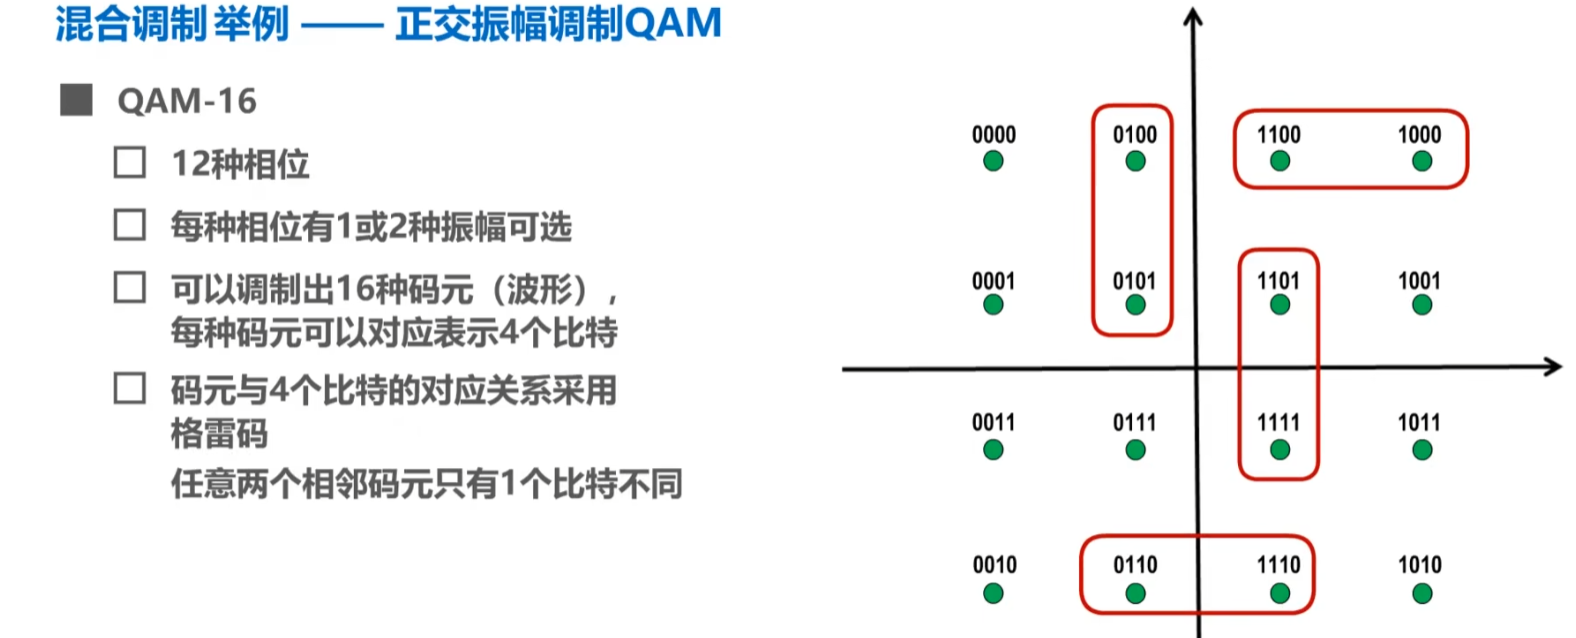 混合调制 举例 —— 正交振幅调制QAM
QAM-16
12种相位
每种相位有1或2种振幅可选
可以调制出16种码元（波形），
每种码元可以对应表示4个比特
码元与4个比特的对应关系采用
格雷码
任意两个相邻码元只有1个比特不同
0000 0100 1100 1000
0001 0101 1101 1001
0011 0111 1111 1011
0010 0110 1110 1010